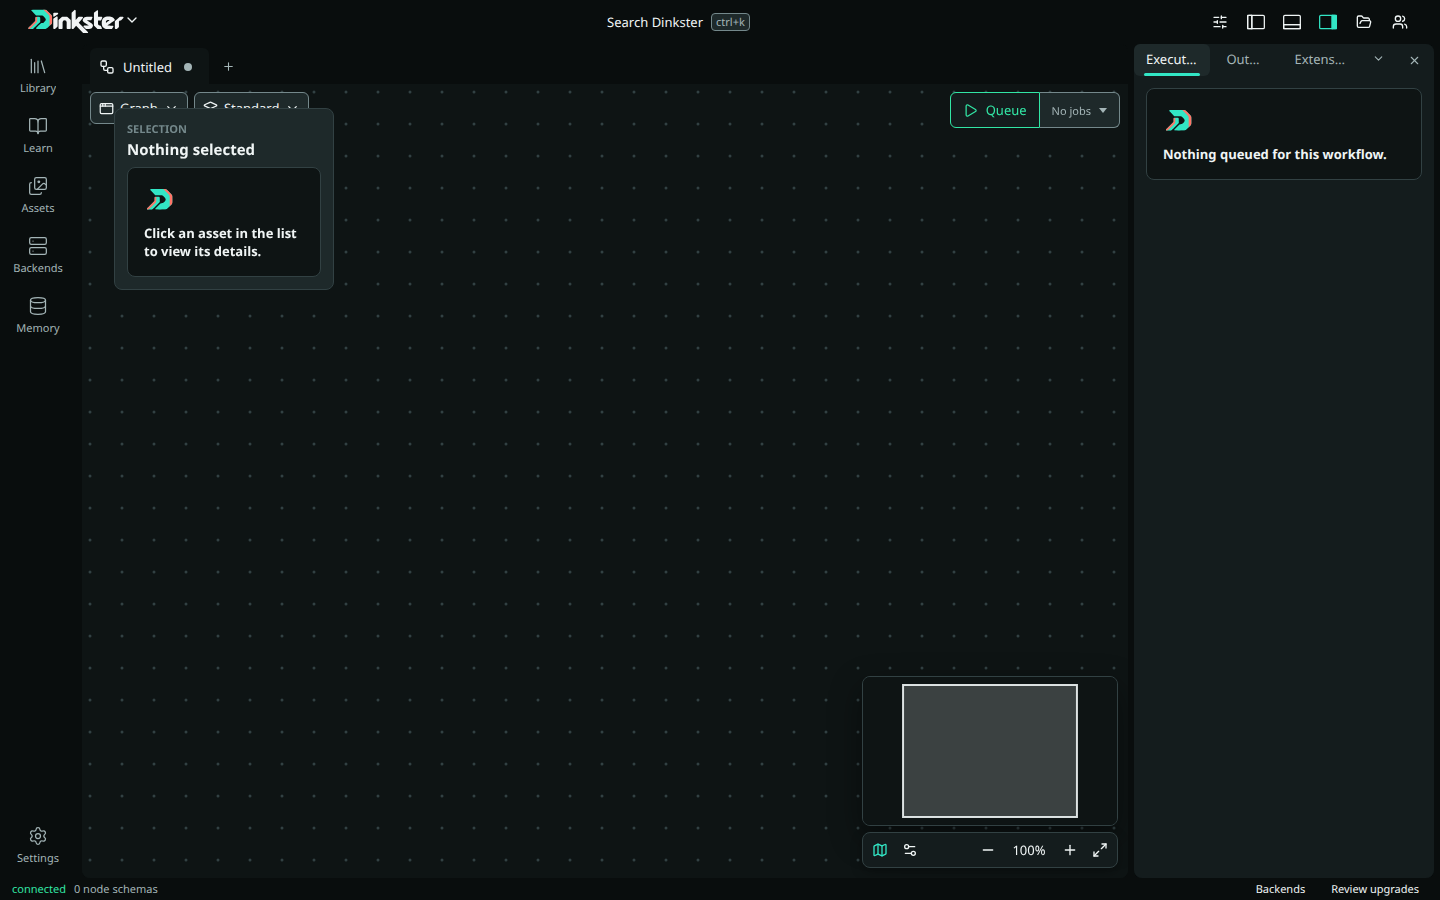 Dinkster
Search Dinkster ctrl+k
Library
Learn
Assets
Backends
Memory
Settings
Untitled
Graph
Standard
SELECTION
Nothing selected
Click an asset in the list
to view its details.
Queue
No jobs
100%
Execut...
Out...
Extens...
Nothing queued for this workflow.
connected 0 node schemas
Backends
Review upgrades